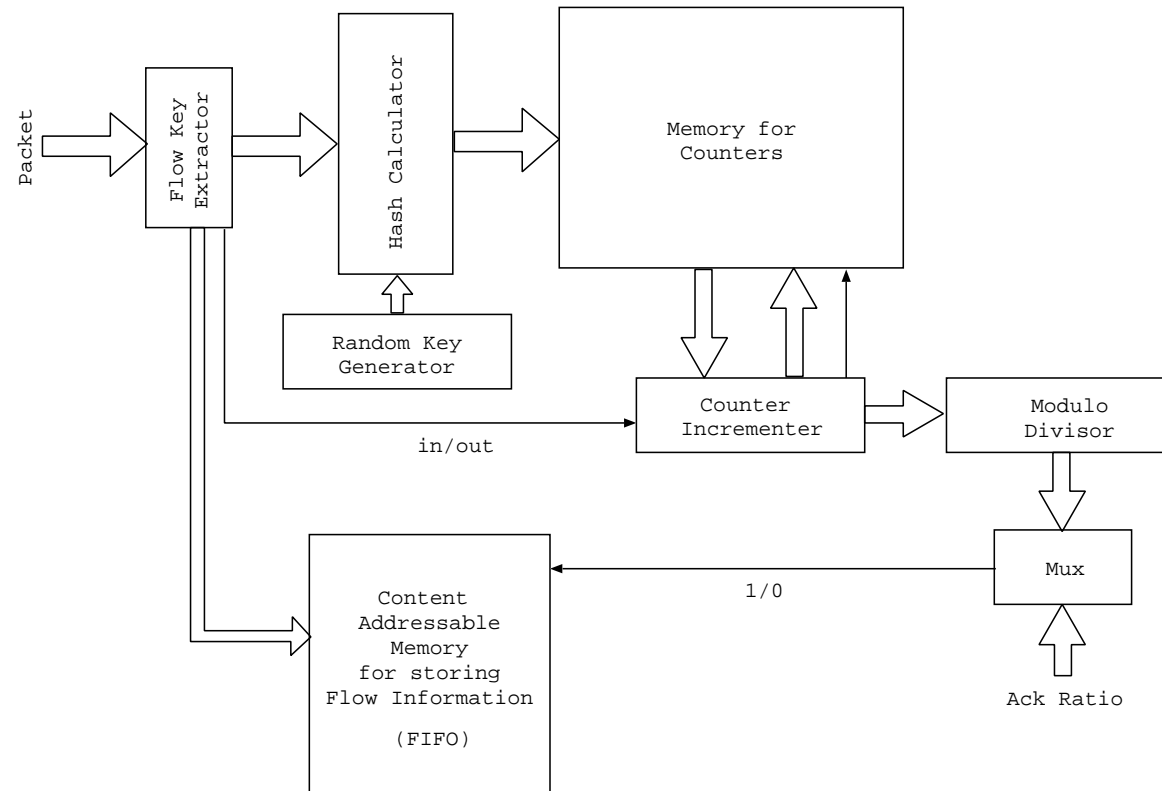 Packet
Flow Key
Extractor
Hash Calculator
Memory for
Counters
Random Key
Generator
Counter
Incrementer
Modulo
Divisor
in/out
Mux
1/0
Content
Addressable
Memory
for storing
Flow Information
(FIFO)
Ack Ratio